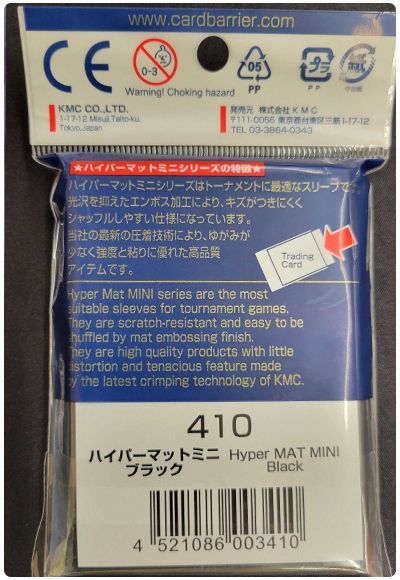 www.cardbarrier.com
CE
0-3
05
PP
プラ
PP
Warning! Choking hazard
KMC CO.,LTD.
1-17-12 Misuji,Taito-ku,
Tokyo,Japan
発売元 株式会社 KMC
〒111-0055 東京都台東区三筋1-17-12
TEL 03-3864-0343
★ハイパーマットミニシリーズの特徴★
ハイパーマットミニシリーズはトーナメントに最適なスリーブです。
光沢を抑えたエンボス加工により、キズがつきにくく
シャッフルしやすい仕様になっています。
当社の最新の圧着技術により、ゆがみが
少なく強度と粘りに優れた高品質
アイテムです。
Trading
Card
Hyper Mat MINI series are the most
suitable sleeves for tournament games.
They are scratch-resistant and easy to be
shuffled by mat embossing finish.
They are high quality products with little
distortion and tenacious feature made
by the latest crimping technology of KMC.
410
ハイパーマットミニ
ブラック
Hyper MAT MINI
Black
4 521086 003410